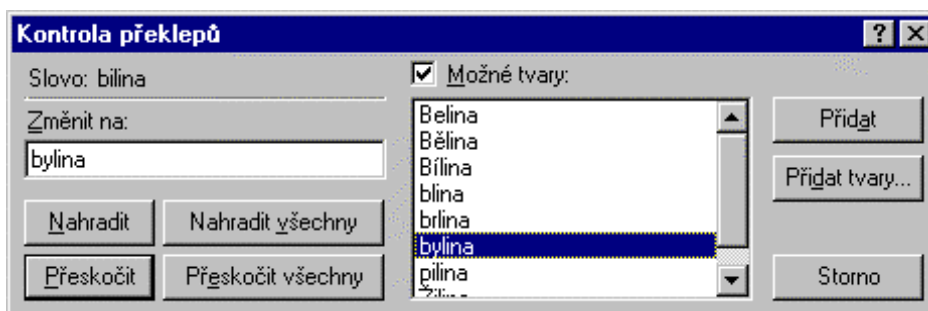 Kontrola překlepů
Slovo: bilina
Změnit na:
bylina
Nahradit
Nahradit všechny
Přeskočit
Přeskočit všechny
Možné tvary:
Belina
Bělina
Bílina
blina
brlina
bylina
pilina
Přidat
Přidat tvary...
Storno